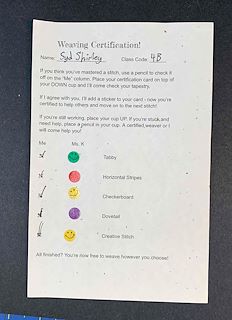 Weaving Certification!
Name: Syd Shirley Class Code: 4B
If you think you've mastered a stitch, use a pencil to check it
off on the "Me" column. Place your certification card on top of
your DOWN cup and I'll come check your tapestry.
If I agree with you, I'll add a sticker to your card - now you're
certified to help others and move on to the next stitch!
If you're still working, place your cup UP. If you're stuck and
need help, place a pencil in your cup. A certified weaver or I
will come help you!
Me Ms. K
Tabby
Horizontal Stripes
Checkerboard
Dovetail
Creative Stitch
All finished? You're now free to weave however you choose!